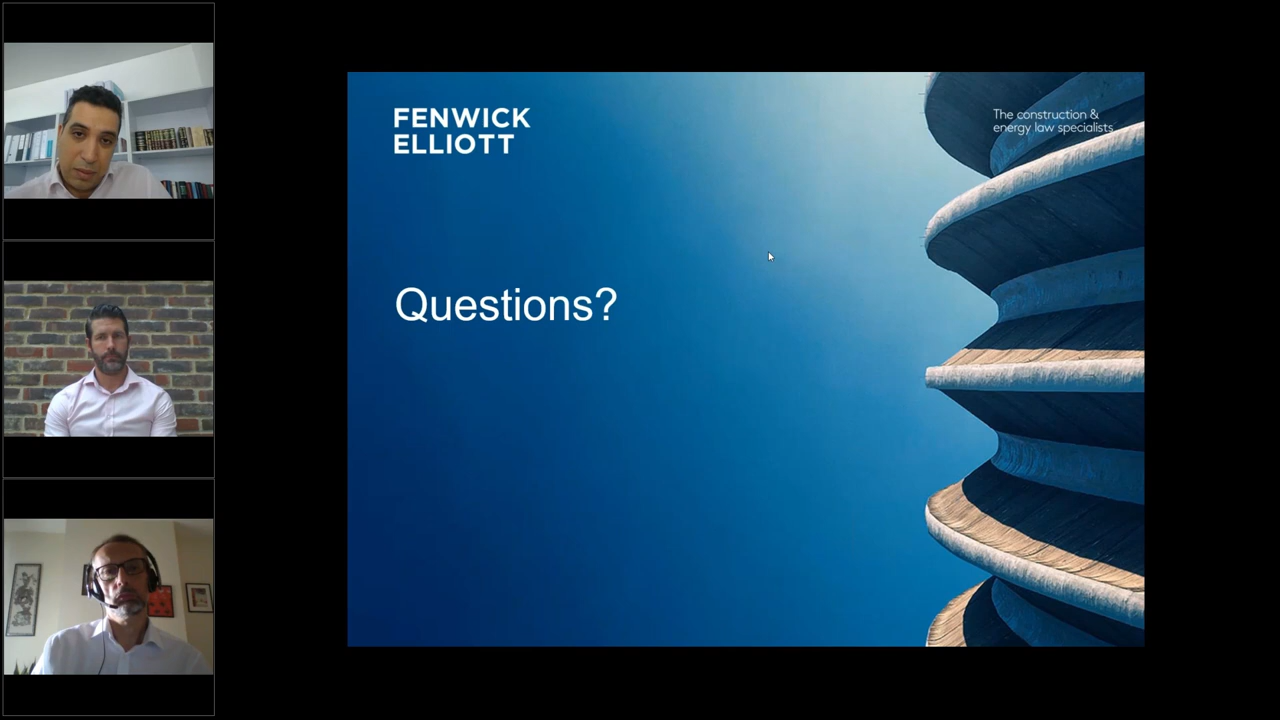 FENWICK
ELLIOTT
The construction &
energy law specialists
Questions?